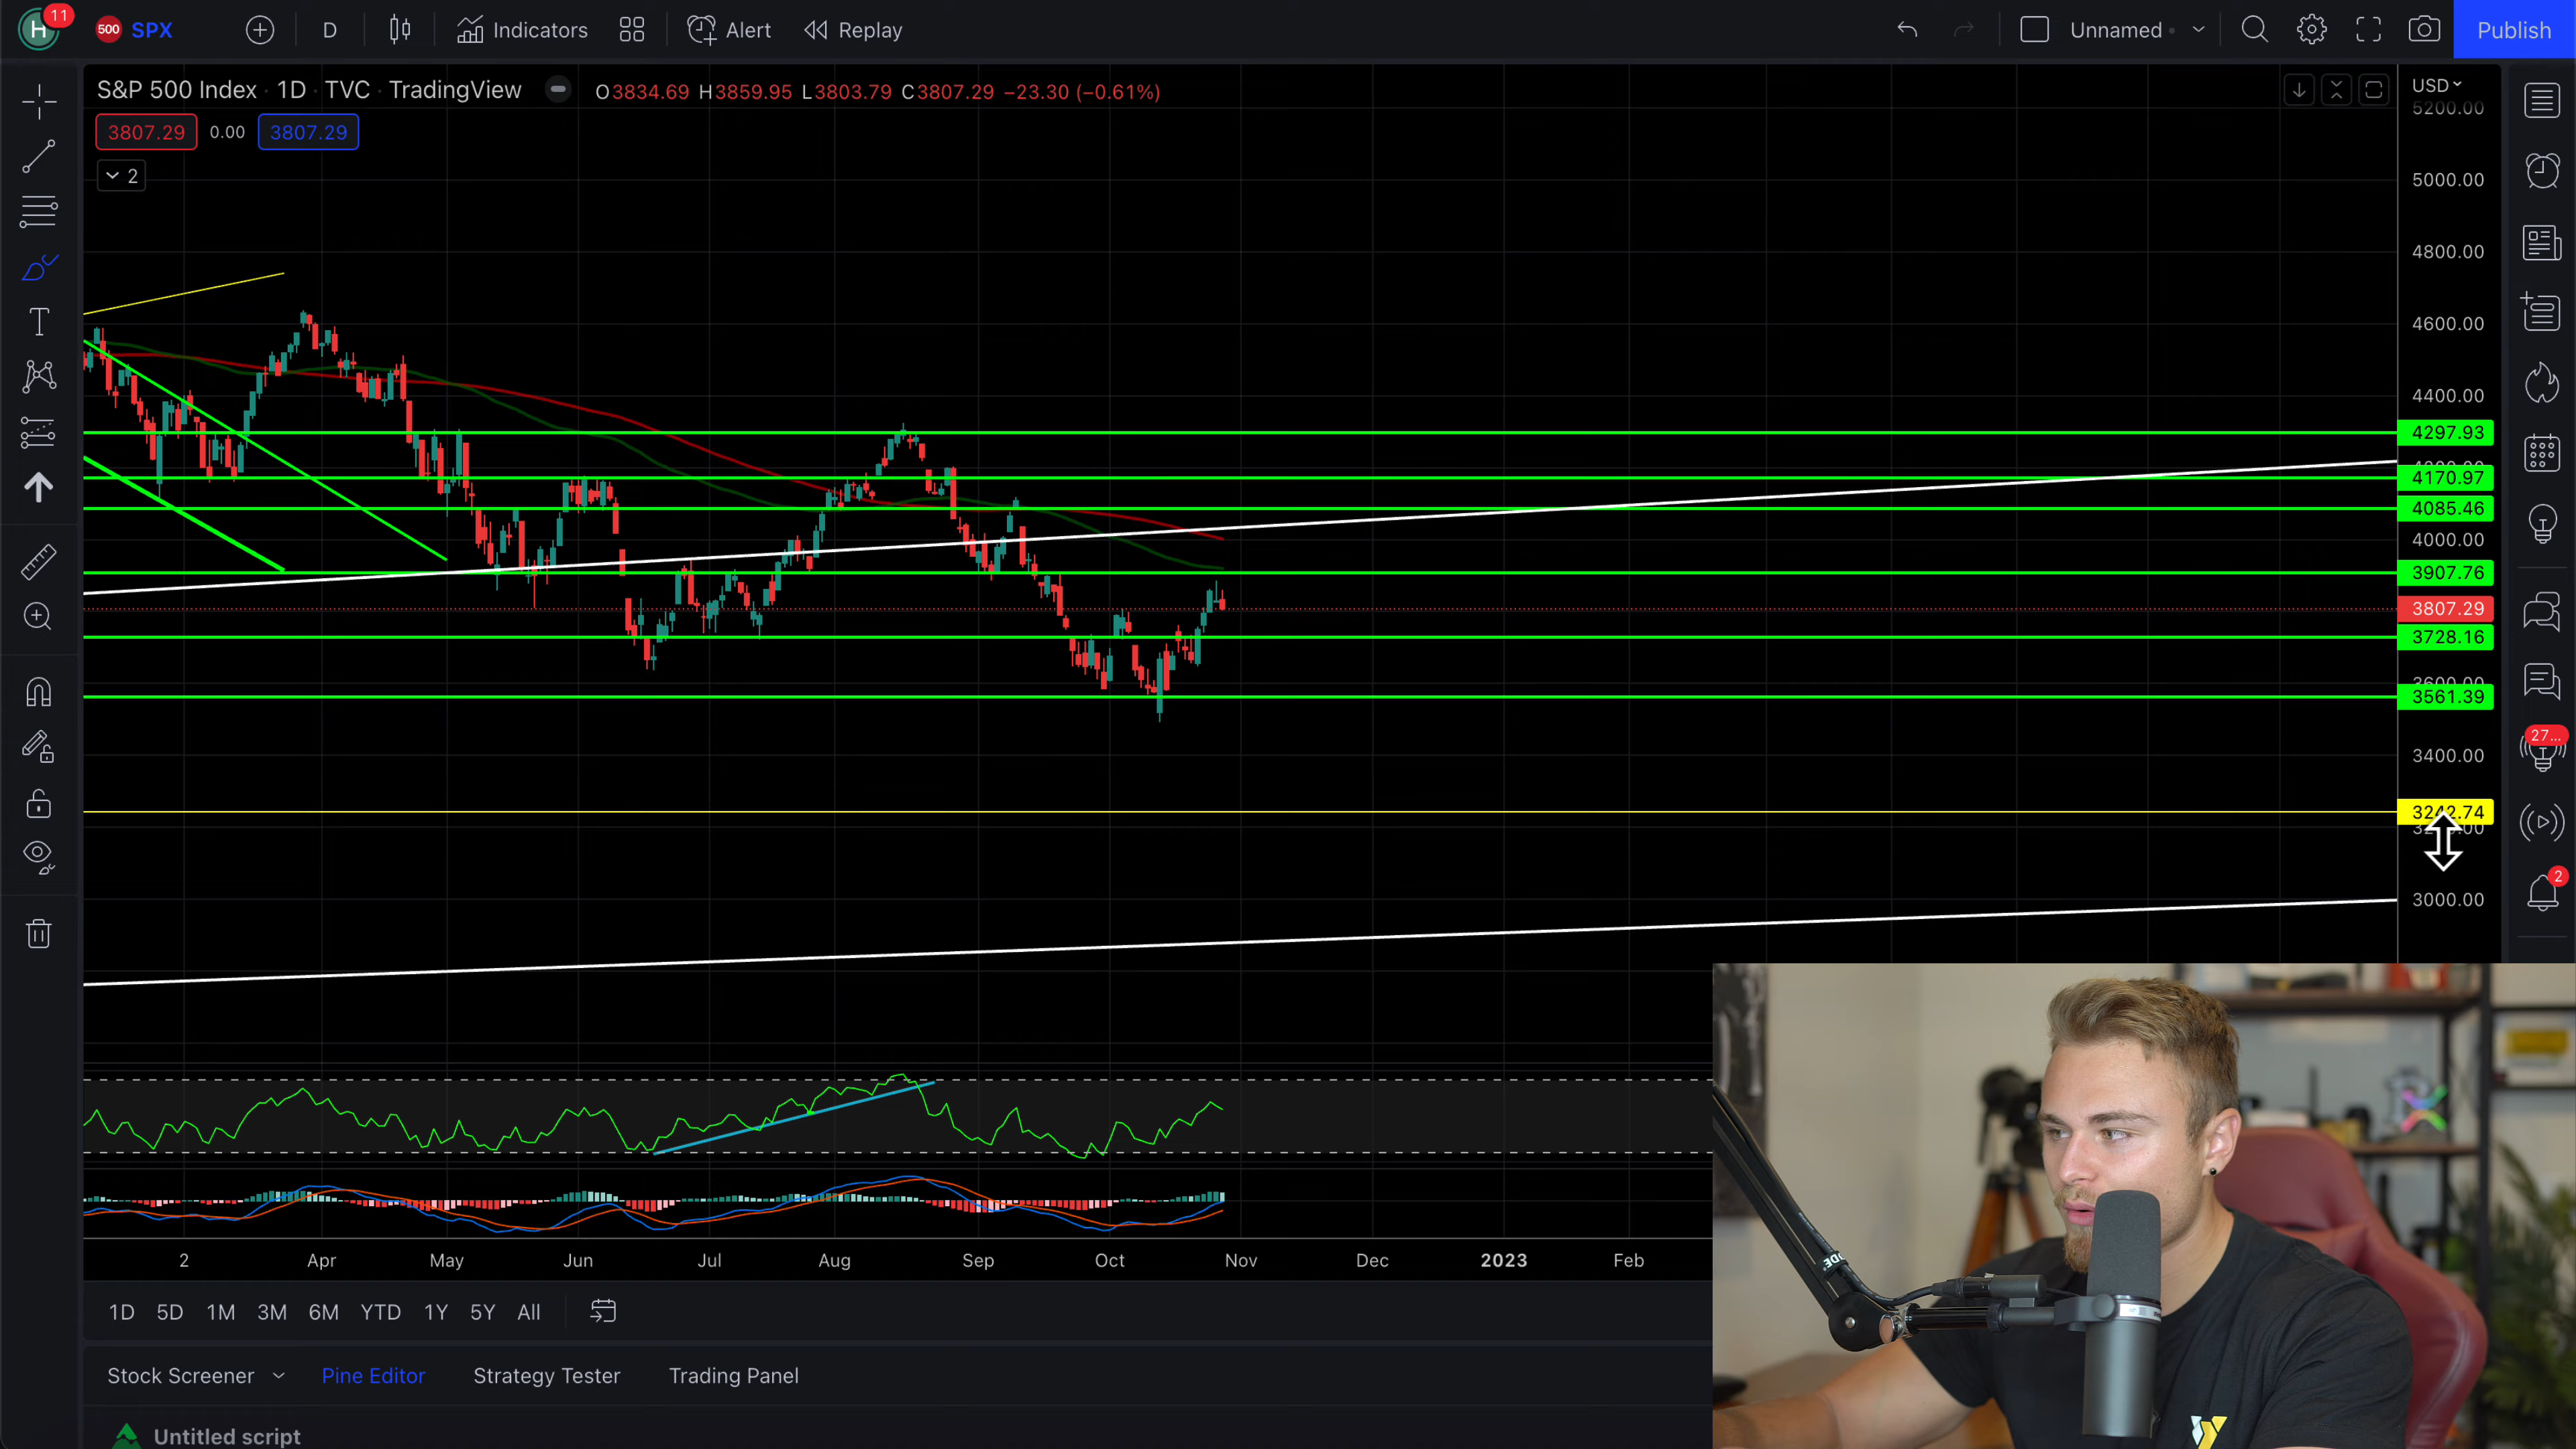 H 11 500 SPX D Indicators Alert Replay Unnamed Publish
S&P 500 Index · 1D · TVC · TradingView O3834.69 H3859.95 L3803.79 C3807.29 −23.30 (−0.61%) USD
3807.29 0.00 3807.29
2
5200.00
5000.00
4800.00
4600.00
4400.00
4297.93
4170.97
4085.46
4000.00
3907.76
3807.29
3728.16
3561.39
3400.00
3242.74
3000.00
27...
2
T
2 Apr May Jun Jul Aug Sep Oct Nov Dec 2023 Feb
1D 5D 1M 3M 6M YTD 1Y 5Y All
Stock Screener Pine Editor Strategy Tester Trading Panel
Untitled script